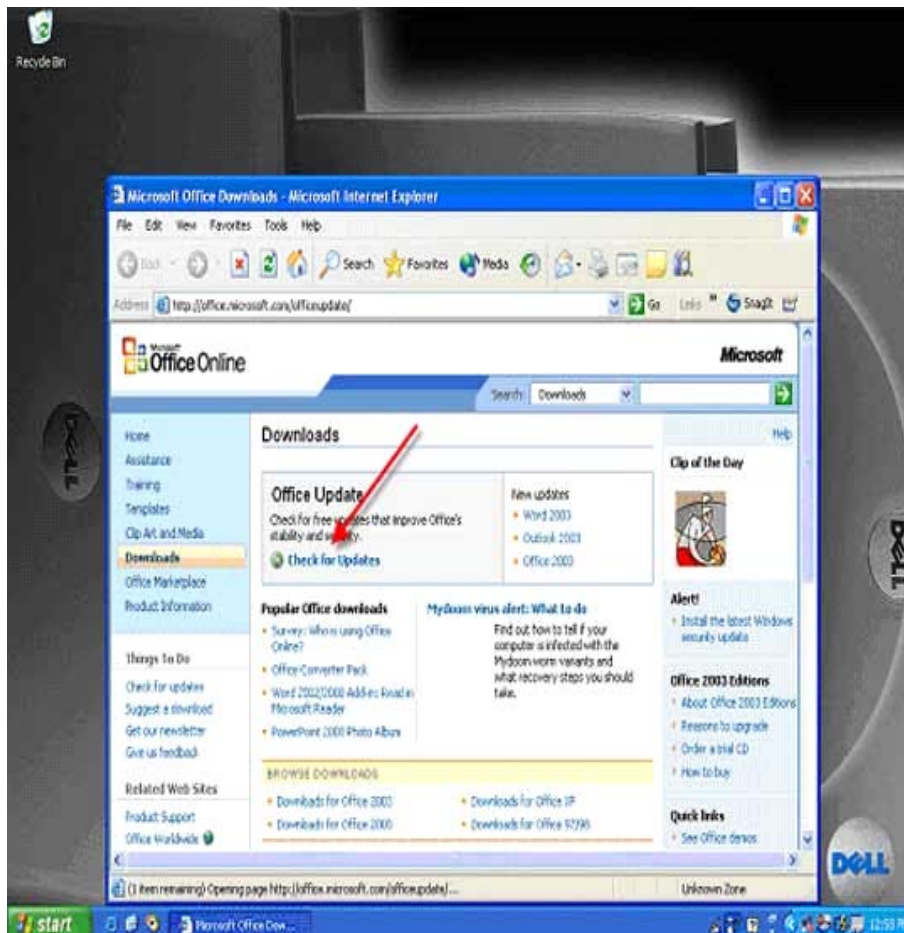 Recycle Bin
DELL
Microsoft Office Downloads - Microsoft Internet Explorer
File Edit View Favorites Tools Help
Back Search Favorites Media
Address http://office.microsoft.com/officeupdate/ Go Links » SnagIt
Microsoft
Office Online
Microsoft
Search: Downloads
Home
Assistance
Training
Templates
Clip Art and Media
Downloads
Office Marketplace
Product Information
Things To Do
Check for updates
Suggest a download
Get our newsletter
Give us feedback
Related Web Sites
Product Support
Office Worldwide
Downloads
Office Update
Check for free updates that improve Office's
stability and security.
Check for Updates
New updates
Word 2003
Outlook 2003
Office 2003
Popular Office downloads
Survey: Who is using Office
Online?
Office Converter Pack
Word 2002/2000 Add-in: Read in
Microsoft Reader
PowerPoint 2000 Photo Album
Mydoom virus alert: What to do
Find out how to tell if your
computer is infected with the
Mydoom worm variants and
what recovery steps you should
take.
BROWSE DOWNLOADS
Downloads for Office 2003
Downloads for Office 2000
Downloads for Office XP
Downloads for Office 97/98
Help
Clip of the Day
Alert!
Install the latest Windows
security update
Office 2003 Editions
About Office 2003 Editions
Reasons to upgrade
Order a trial CD
How to buy
Quick links
See Office demos
(1 item remaining) Opening page http://office.microsoft.com/officeupdate/...
Unknown Zone
DELL
DELL
start
Microsoft Office Dow...